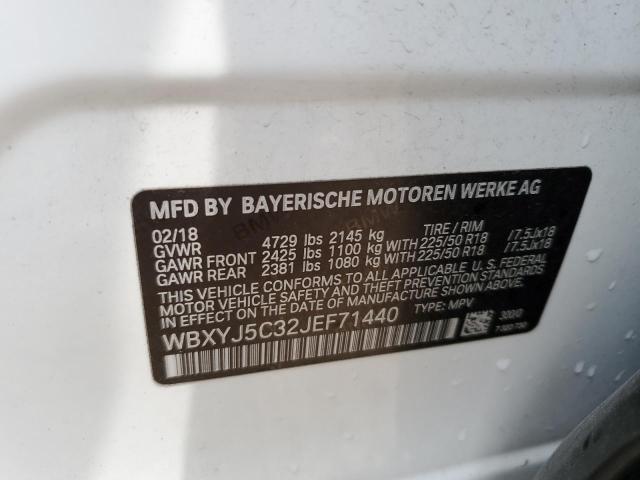 MFD BY BAYERISCHE MOTOREN WERKE AG
02/18 TIRE / RIM
GVWR 4729 lbs 2145 kg
GAWR FRONT 2425 lbs 1100 kg WITH 225/50 R18 /7.5Jx18
GAWR REAR 2381 lbs 1080 kg WITH 225/50 R18 /7.5Jx18
THIS VEHICLE CONFORMS TO ALL APPLICABLE U.S. FEDERAL
MOTOR VEHICLE SAFETY, BUMPER, AND THEFT PREVENTION STANDARDS
IN EFFECT ON THE DATE OF MANUFACTURE SHOWN ABOVE.
WBXYJ5C32JEF71440 TYPE: MPV
300/0